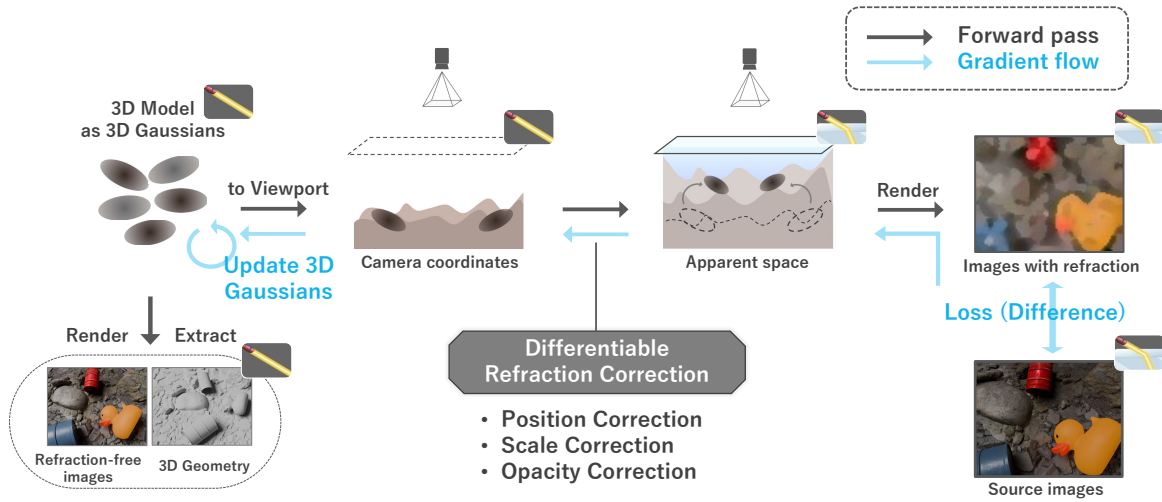 Forward pass
Gradient flow
3D Model
as 3D Gaussians
to Viewport
Update 3D
Gaussians
Camera coordinates
Apparent space
Render
Images with refraction
Loss (Difference)
Source images
Render
Extract
Refraction-free
images
3D Geometry
Differentiable
Refraction Correction
• Position Correction
• Scale Correction
• Opacity Correction